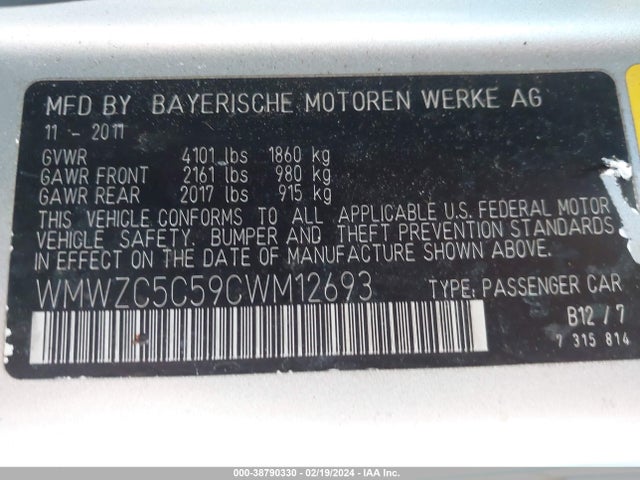 MFD BY BAYERISCHE MOTOREN WERKE AG
11 - 2011
GVWR 4101 lbs 1860 kg
GAWR FRONT 2161 lbs 980 kg
GAWR REAR 2017 lbs 915 kg
THIS VEHICLE CONFORMS TO ALL APPLICABLE U.S. FEDERAL MOTOR
VEHICLE SAFETY. BUMPER AND THEFT PREVENTION STANDARDS
IN EFFECT ON THE DATE OF MANUFACTURE SHOWN ABOVE.
WMWZC5C59CWM12693 TYPE: PASSENGER CAR
B12/7
7 315 814
000-38790330 - 02/19/2024 - IAA Inc.